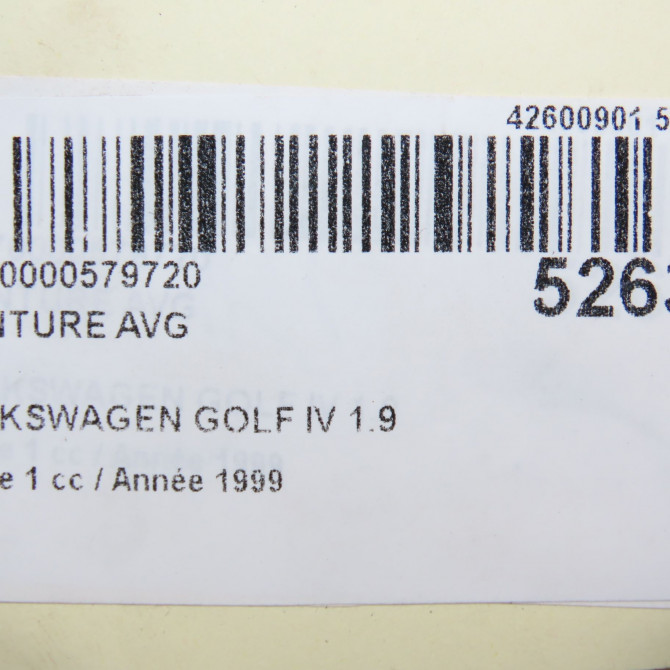 42600901 5
0000579720
5263
NTURE AVG
KSWAGEN GOLF IV 1.9
e 1 cc / Année 1999